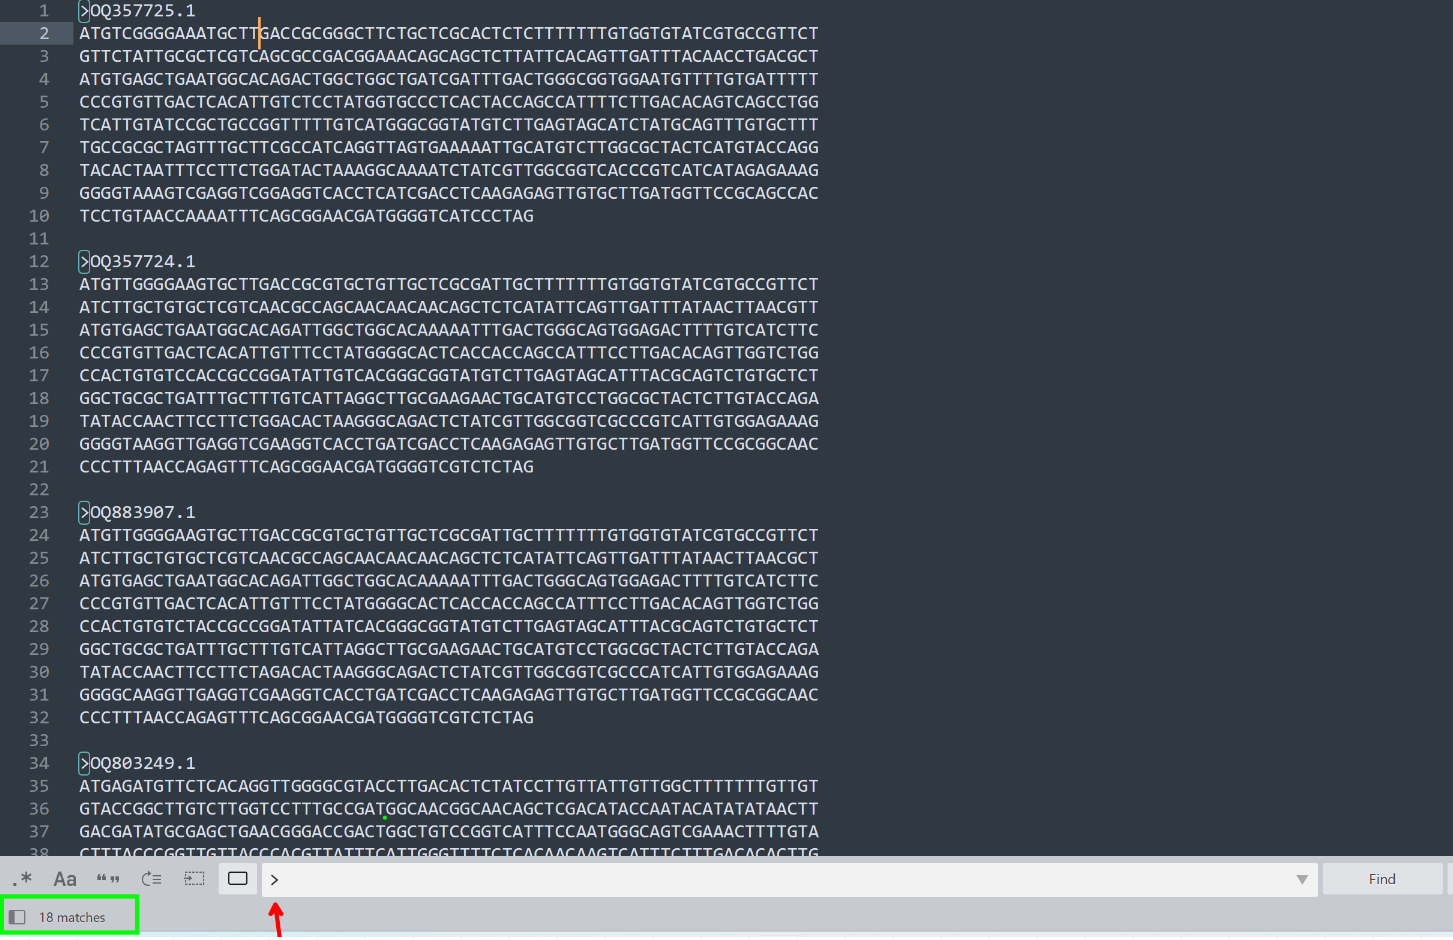 1 >OQ357725.1
2 ATGTCGGGGAAATGCTTGACCGCGGGCTTCTGCTCGCACTCTCTTTTTTTGTGGTGTATCGTGCCGTTCT
3 GTTCTATTGCGCTCGTCAGCGCCGACGGAAACAGCAGCTCTTATTCACAGTTGATTTACAACCTGACGCT
4 ATGTGAGCTGAATGGCACAGACTGGCTGGCTGATCGATTTGACTGGGCGGTGGAATGTTTTGTGATTTTT
5 CCCGTGTTGACTCACATTGTCTCCTATGGTGCCCTCACTACCAGCCATTTTCTTGACACAGTCAGCCTGG
6 TCATTGTATCCGCTGCCGGTTTTTGTCATGGGCGGTATGTCTTGAGTAGCATCTATGCAGTTTGTGCTTT
7 TGCCGCGCTAGTTTGCTTCGCCATCAGGTTAGTGAAAAATTGCATGTCTTGGCGCTACTCATGTACCAGG
8 TACACTAATTTCCTTCTGGATACTAAAGGCAAAATCTATCGTTGGCGGTCACCCGTCATCATAGAGAAAG
9 GGGGTAAAGTCGAGGTCGGAGGTCACCTCATCGACCTCAAGAGAGTTGTGCTTGATGGTTCCGCAGCCAC
10 TCCTGTAACCAAAATTTCAGCGGAACGATGGGGTCATCCCTAG
11
12 >OQ357724.1
13 ATGTTGGGGAAGTGCTTGACCGCGTGCTGTTGCTCGCGATTGCTTTTTTTGTGGTGTATCGTGCCGTTCT
14 ATCTTGCTGTGCTCGTCAACGCCAGCAACAACAACAGCTCTCATATTCAGTTGATTTATAACTTAACGTT
15 ATGTGAGCTGAATGGCACAGATTGGCTGGCACAAAAATTTGACTGGGCAGTGGAGACTTTTGTCATCTTC
16 CCCGTGTTGACTCACATTGTTTCCTATGGGGCACTCACCACCAGCCATTTCCTTGACACAGTTGGTCTGG
17 CCACTGTGTCCACCGCCGGATATTGTCACGGGCGGTATGTCTTGAGTAGCATTTACGCAGTCTGTGCTCT
18 GGCTGCGCTGATTTGCTTTGTCATTAGGCTTGCGAAGAACTGCATGTCCTGGCGCTACTCTTGTACCAGA
19 TATACCAACTTCCTTCTGGACACTAAGGGCAGACTCTATCGTTGGCGGTCGCCCGTCATTGTGGAGAAAG
20 GGGGTAAGGTTGAGGTCGAAGGTCACCTGATCGACCTCAAGAGAGTTGTGCTTGATGGTTCCGCGGCAAC
21 CCCTTTAACCAGAGTTTCAGCGGAACGATGGGGTCGTCTCTAG
22
23 >OQ883907.1
24 ATGTTGGGGAAGTGCTTGACCGCGTGCTGTTGCTCGCGATTGCTTTTTTTGTGGTGTATCGTGCCGTTCT
25 ATCTTGCTGTGCTCGTCAACGCCAGCAACAACAACAGCTCTCATATTCAGTTGATTTATAACTTAACGCT
26 ATGTGAGCTGAATGGCACAGATTGGCTGGCACAAAAATTTGACTGGGCAGTGGAGACTTTTGTCATCTTC
27 CCCGTGTTGACTCACATTGTTTCCTATGGGGCACTCACCACCAGCCATTTCCTTGACACAGTTGGTCTGG
28 CCACTGTGTCTACCGCCGGATATTATCACGGGCGGTATGTCTTGAGTAGCATTTACGCAGTCTGTGCTCT
29 GGCTGCGCTGATTTGCTTTGTCATTAGGCTTGCGAAGAACTGCATGTCCTGGCGCTACTCTTGTACCAGA
30 TATACCAACTTCCTTCTAGACACTAAGGGCAGACTCTATCGTTGGCGGTCGCCCATCATTGTGGAGAAAG
31 GGGGCAAGGTTGAGGTCGAAGGTCACCTGATCGACCTCAAGAGAGTTGTGCTTGATGGTTCCGCGGCAAC
32 CCCTTTAACCAGAGTTTCAGCGGAACGATGGGGTCGTCTCTAG
33
34 >OQ803249.1
35 ATGAGATGTTCTCACAGGTTGGGGCGTACCTTGACACTCTATCCTTGTTATTGTTGGCTTTTTTTGTTGT
36 GTACCGGCTTGTCTTGGTCCTTTGCCGATGGCAACGGCAACAGCTCGACATACCAATACATATATAACTT
37 GACGATATGCGAGCTGAACGGGACCGACTGGCTGTCCGGTCATTTCCAATGGGCAGTCGAAACTTTTGTA
38 CTTTACCCGGTTGTTACCCACGTTATTTCATTGGGTTTTCTCACAACAAGTCATTTCTTTGACACACTTG
.* Aa “” > Find
18 matches